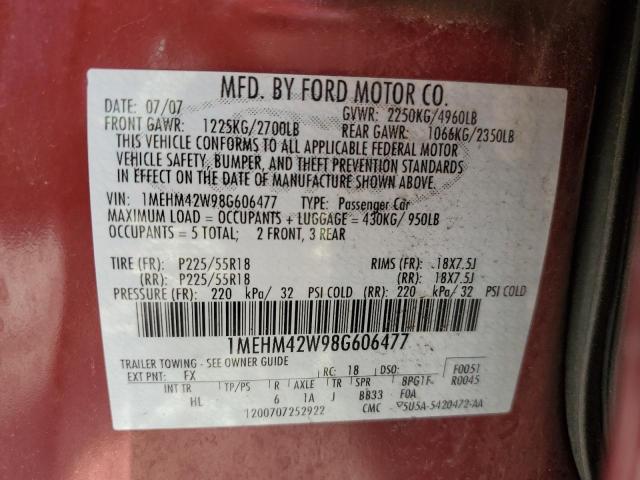 MFD. BY FORD MOTOR CO.
DATE: 07/07 GVWR: 2250KG/4960LB
FRONT GAWR: 1225KG/2700LB REAR GAWR: 1066KG/2350LB
THIS VEHICLE CONFORMS TO ALL APPLICABLE FEDERAL MOTOR
VEHICLE SAFETY, BUMPER, AND THEFT PREVENTION STANDARDS
IN EFFECT ON THE DATE OF MANUFACTURE SHOWN ABOVE.
VIN: 1MEHM42W98G606477 TYPE: Passenger Car
MAXIMUM LOAD = OCCUPANTS + LUGGAGE = 430KG/ 950LB
OCCUPANTS = 5 TOTAL; 2 FRONT, 3 REAR
TIRE (FR): P225/55R18 RIMS (FR): 18X7.5J
(RR): P225/55R18 (RR): 18X7.5J
PRESSURE (FR): 220 kPa/ 32 PSI COLD (RR): 220 kPa/ 32 PSI COLD
1MEHM42W98G606477
TRAILER TOWING - SEE OWNER GUIDE
EXT PNT: FX RC: 18 DSO: F0051
INT TR TP/PS R AXLE TR SPR BPG1F R0045
HL 6 1A J BB33 F0A
1200707252922 CMC 5U5A-5420472-AA